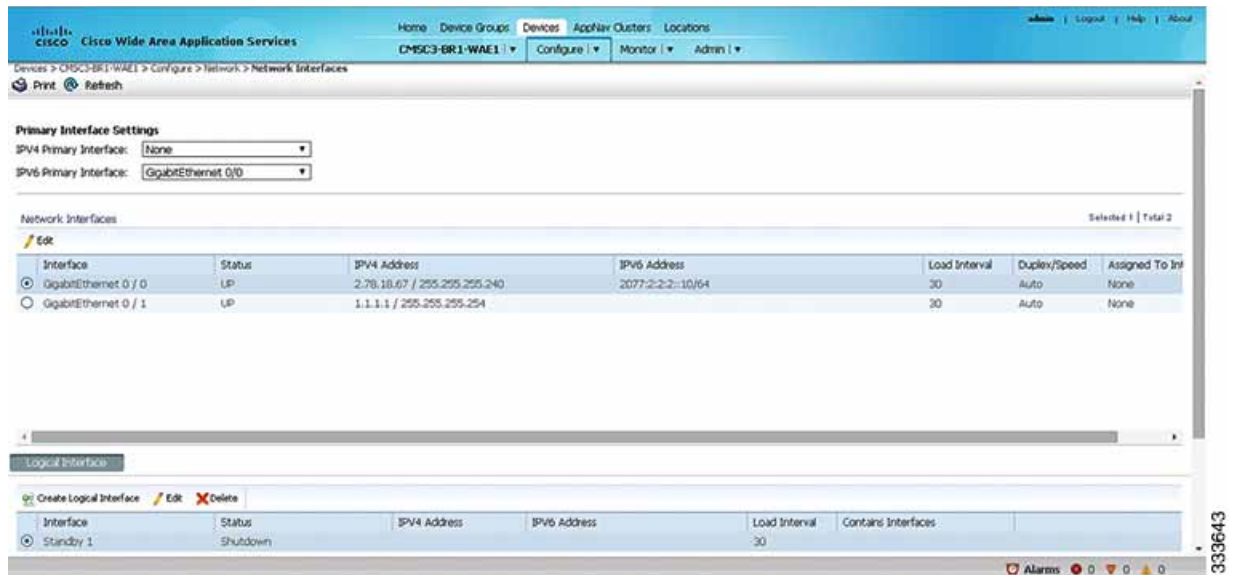 Home Device Groups Devices AppNav Clusters Locations
admin | Logout | Help | About
CISCO Cisco Wide Area Application Services
CMSC3-BR1-WAE1 Configure Monitor Admin
Devices > CMSC3-BR1-WAE1 > Configure > Network > Network Interfaces
Print Refresh
Primary Interface Settings
IPV4 Primary Interface: None
IPV6 Primary Interface: GigabitEthernet 0/0
Network Interfaces Selected 1 | Total 2
Edit
Interface Status IPV4 Address IPV6 Address Load Interval Duplex/Speed Assigned To Int
GigabitEthernet 0 / 0 UP 2.78.18.67 / 255.255.255.240 2077:2:2:2::10/64 30 Auto None
GigabitEthernet 0 / 1 UP 1.1.1.1 / 255.255.255.254 30 Auto None
Logical Interface
Create Logical Interface Edit Delete
Interface Status IPV4 Address IPV6 Address Load Interval Contains Interfaces
Standby 1 Shutdown 30
Alarms 0 0 0
333643